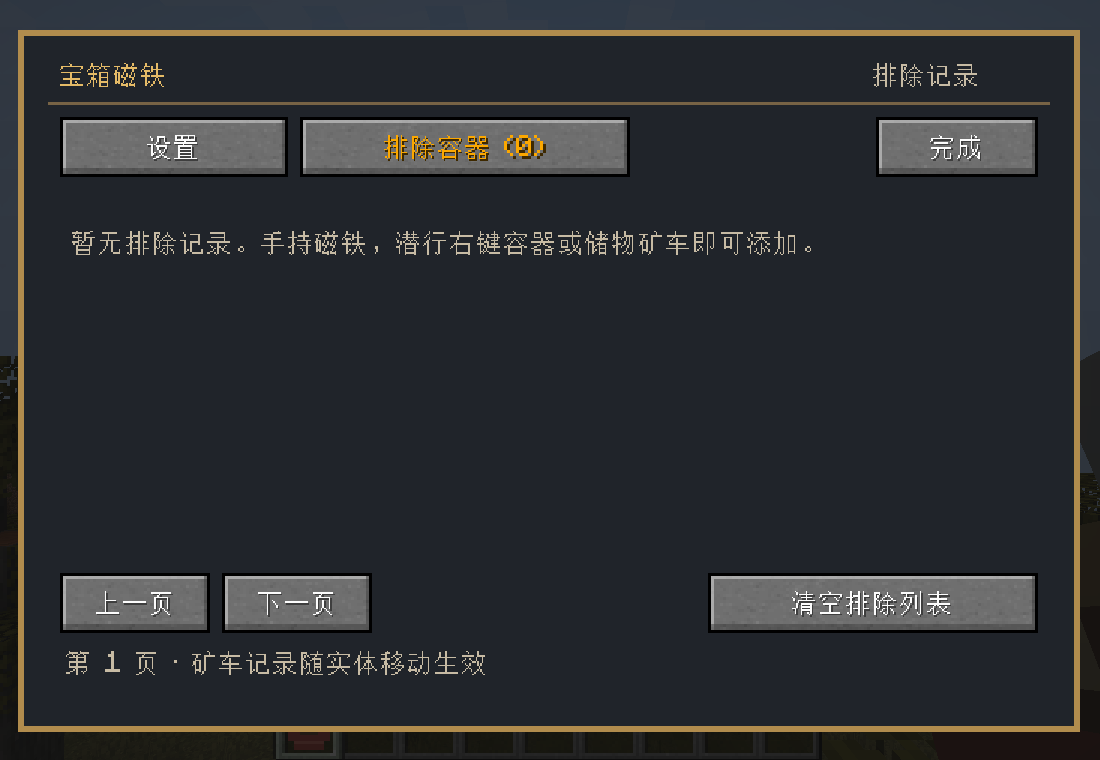 宝箱磁铁 排除记录
设置 排除容器 (0) 完成
暂无排除记录。手持磁铁，潜行右键容器或储物矿车即可添加。
上一页 下一页 清空排除列表
第 1 页 · 矿车记录随实体移动生效